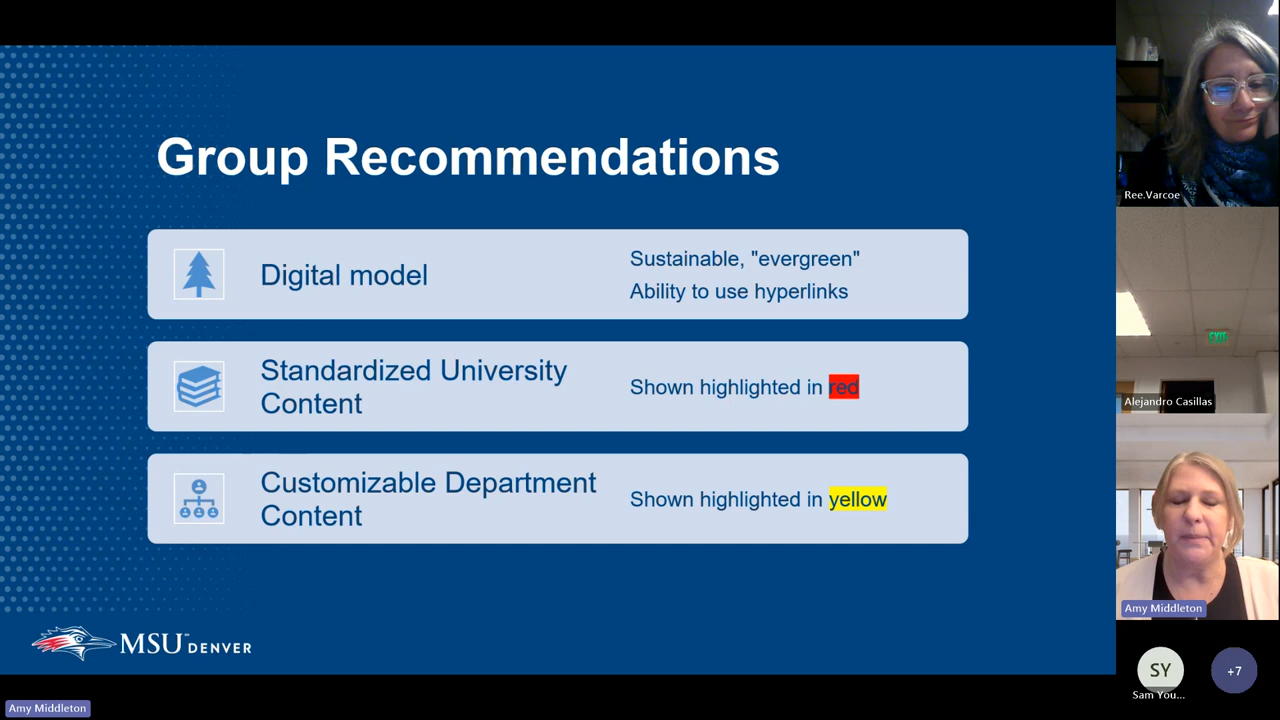 Group Recommendations
Digital model
Sustainable, "evergreen"
Ability to use hyperlinks
Standardized University
Content
Shown highlighted in red
Customizable Department
Content
Shown highlighted in yellow
MSU DENVER
Amy Middleton
Ree.Varcoe
EXIT
Alejandro Casillas
Amy Middleton
SY
Sam You...
+7